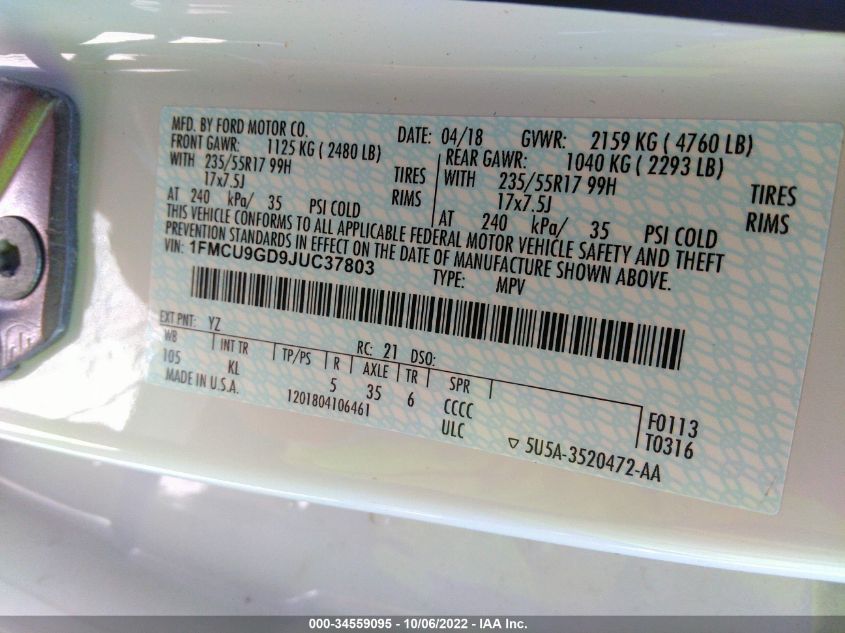 MFD. BY FORD MOTOR CO. DATE: 04/18 GVWR: 2159 KG ( 4760 LB)
FRONT GAWR: 1125 KG ( 2480 LB) REAR GAWR: 1040 KG ( 2293 LB)
WITH 235/55R17 99H TIRES WITH 235/55R17 99H TIRES
17x7.5J RIMS 17x7.5J RIMS
AT 240 kPa/ 35 PSI COLD AT 240 kPa/ 35 PSI COLD
THIS VEHICLE CONFORMS TO ALL APPLICABLE FEDERAL MOTOR VEHICLE SAFETY AND THEFT
PREVENTION STANDARDS IN EFFECT ON THE DATE OF MANUFACTURE SHOWN ABOVE.
VIN: 1FMCU9GD9JUC37803 TYPE: MPV
EXT PNT: YZ RC: 21 DSO:
WB INT TR TP/PS R AXLE TR SPR
105 KL 5 35 6 CCCC F0113
MADE IN U.S.A. 1201804106461 ULC T0316
▽ 5U5A-3520472-AA
000-34559095 - 10/06/2022 - IAA Inc.